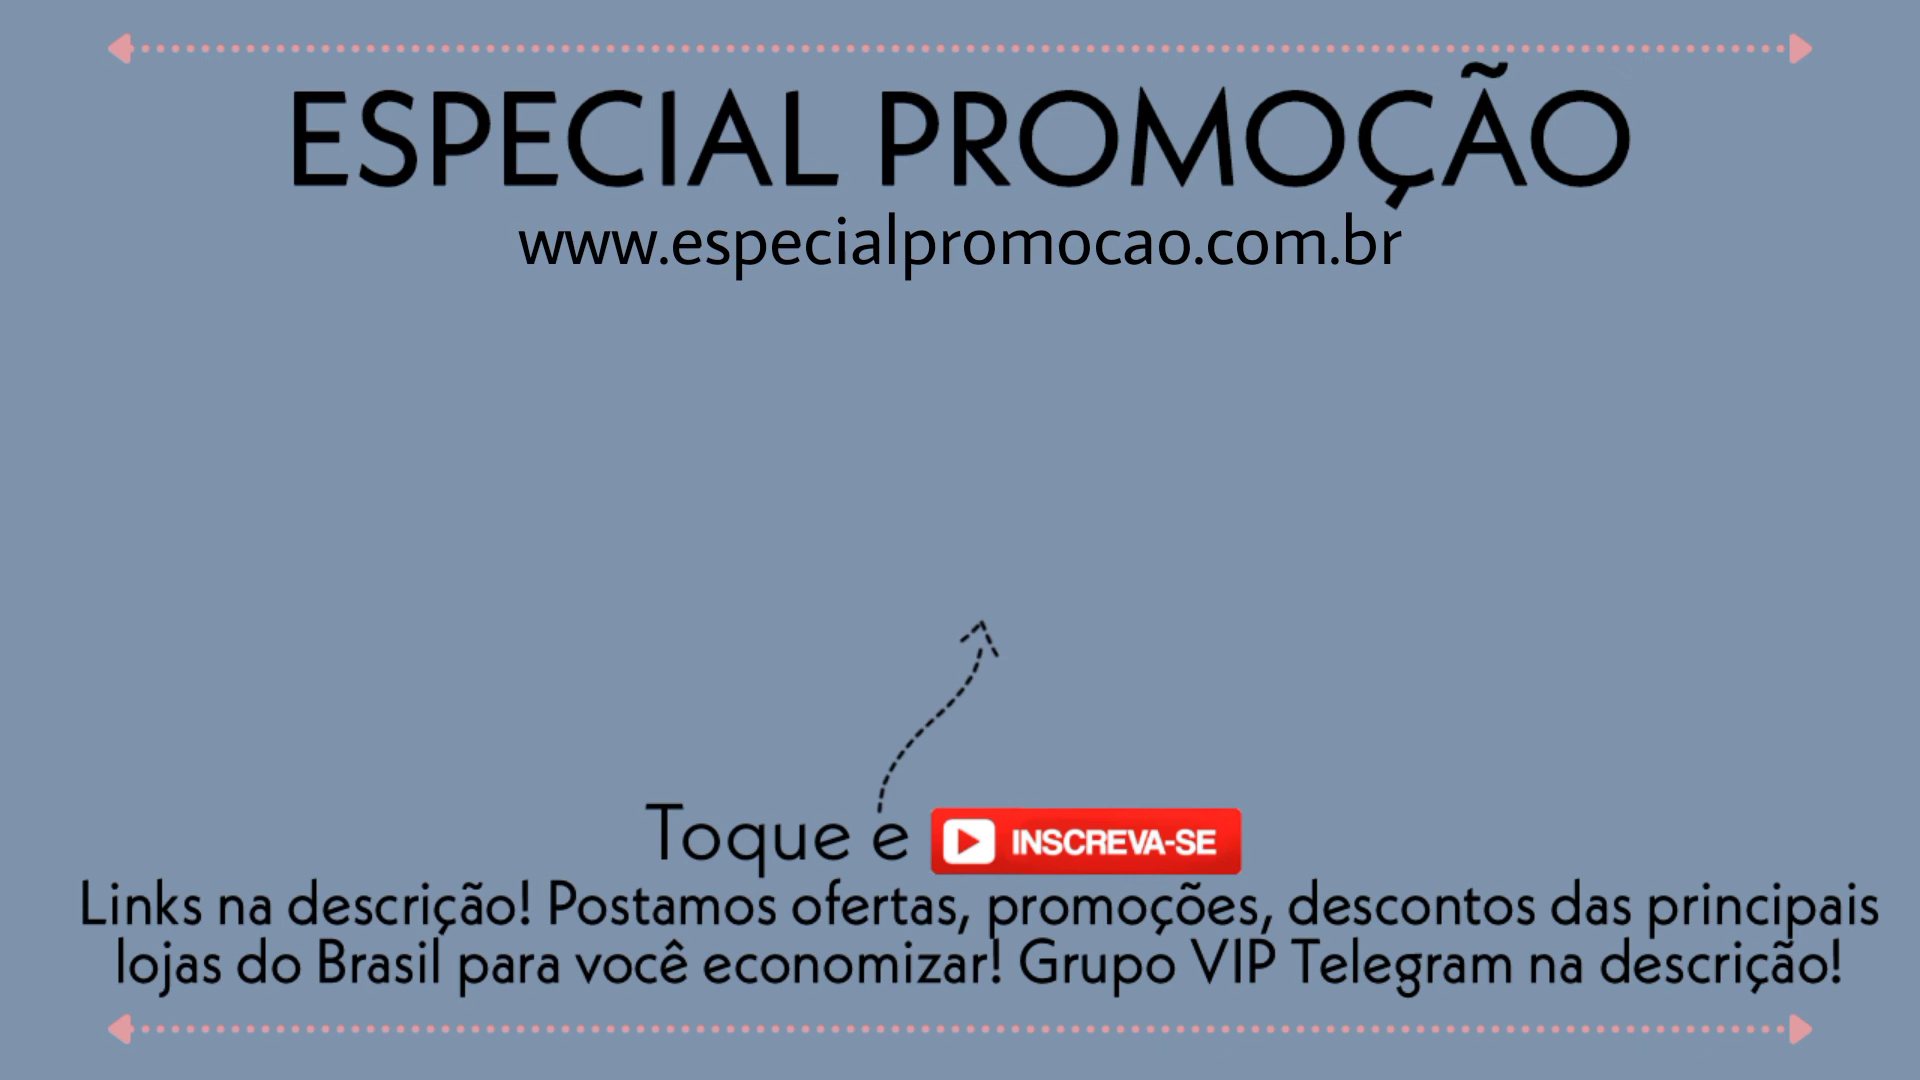 ESPECIAL PROMOÇÃO
www.especialpromocao.com.br
Toque e INSCREVA-SE
Links na descrição! Postamos ofertas, promoções, descontos das principais
lojas do Brasil para você economizar! Grupo VIP Telegram na descrição!